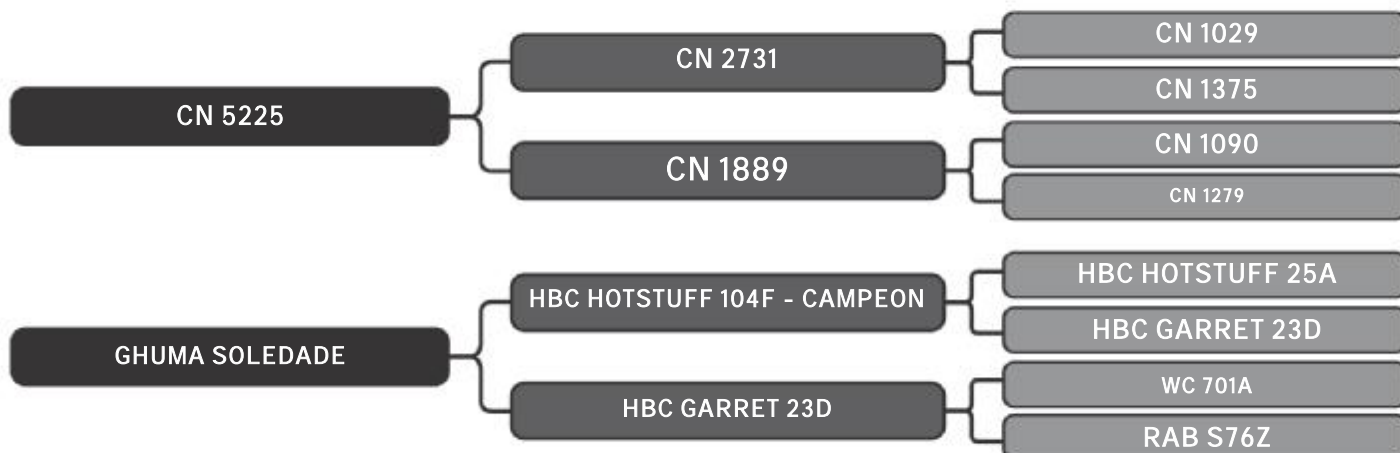 CN 5225
CN 2731
CN 1889
CN 1029
CN 1375
CN 1090
CN 1279
GHUMA SOLEDADE
HBC HOTSTUFF 104F - CAMPEON
HBC GARRET 23D
HBC HOTSTUFF 25A
HBC GARRET 23D
WC 701A
RAB S76Z